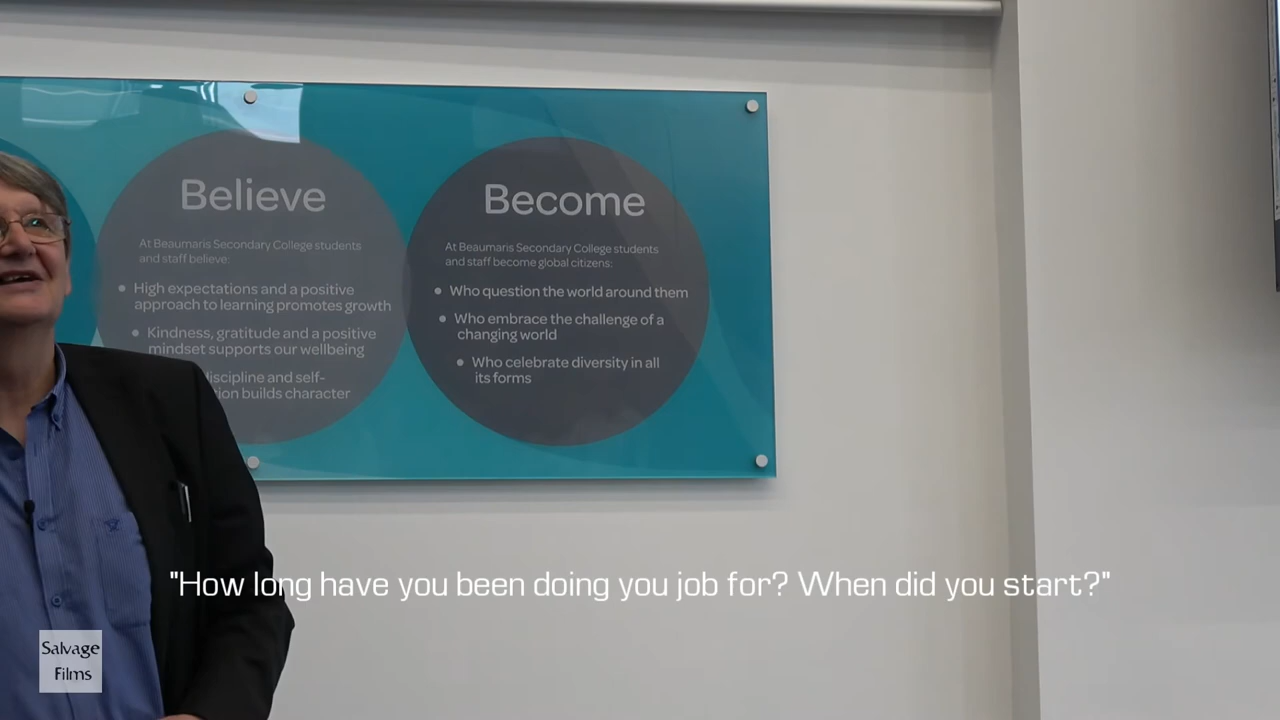 Believe
At Beaumaris Secondary College students
and staff believe:
High expectations and a positive
approach to learning promotes growth
Kindness, gratitude and a positive
mindset supports our wellbeing
discipline and self-
builds character
Become
At Beaumaris Secondary College students
and staff become global citizens:
Who question the world around them
Who embrace the challenge of a
changing world
Who celebrate diversity in all
its forms
"How long have you been doing you job for? When did you start?"
Salvage
Films